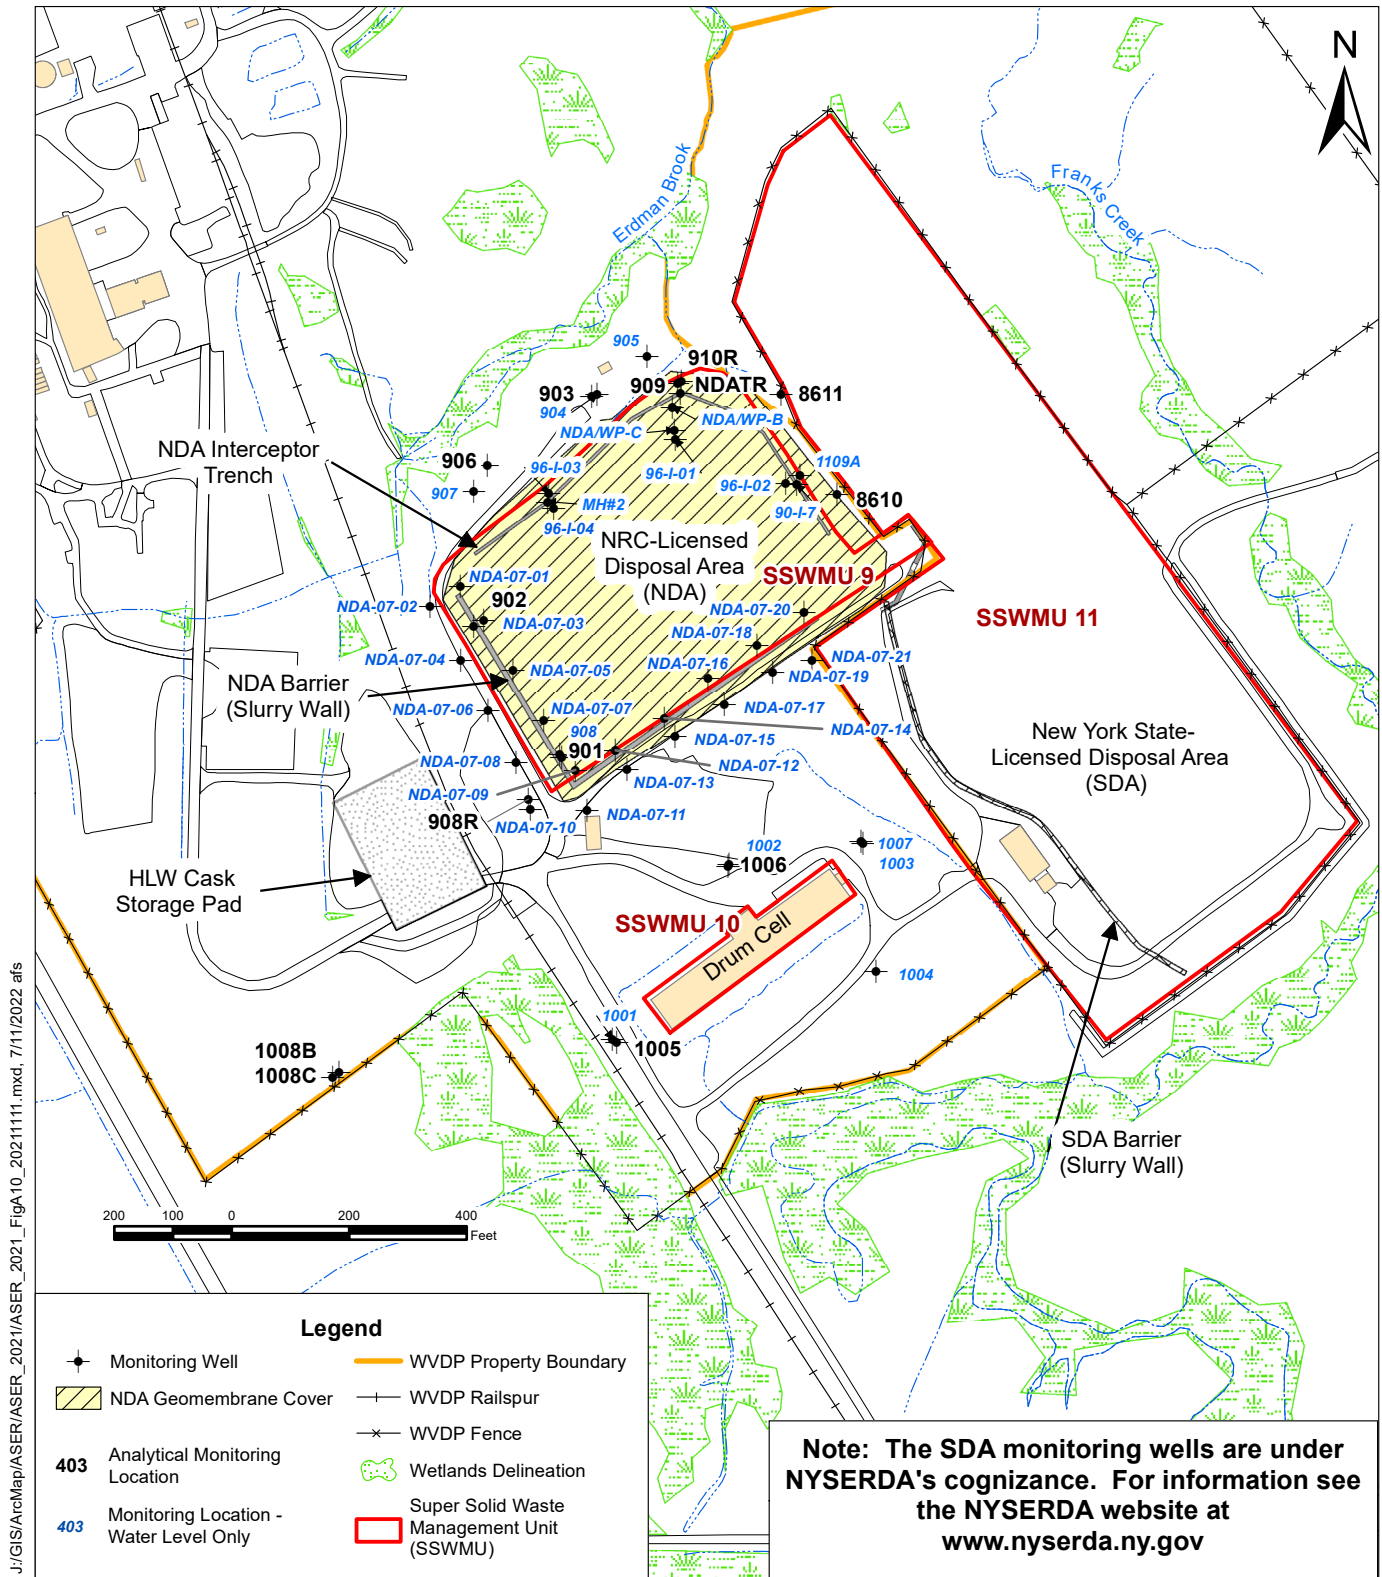 N
Erdman Brook
Franks Creek
905
910R
903
909
NDATR
8611
904
NDA/WP-C
NDA/WP-B
NDA Interceptor
Trench
906
96-I-03
96-I-01
1109A
907
96-I-02
8610
MH#2
90-I-7
96-I-04
NRC-Licensed
Disposal Area
(NDA)
SSWMU 9
NDA-07-01
NDA-07-02
902
NDA-07-03
NDA-07-20
SSWMU 11
NDA-07-18
NDA-07-04
NDA-07-16
NDA-07-21
NDA-07-05
NDA-07-19
NDA Barrier
(Slurry Wall)
NDA-07-06
NDA-07-07
NDA-07-17
908
NDA-07-14
NDA-07-15
New York State-
Licensed Disposal Area
(SDA)
901
NDA-07-08
NDA-07-12
NDA-07-13
NDA-07-09
908R
NDA-07-10
NDA-07-11
1002
1006
1007
1003
HLW Cask
Storage Pad
SSWMU 10
Drum Cell
1004
1001
1005
1008B
1008C
SDA Barrier
(Slurry Wall)
200 100 0 200 400
Feet
Legend
Monitoring Well
NDA Geomembrane Cover
403 Analytical Monitoring
Location
403 Monitoring Location -
Water Level Only
WVDP Property Boundary
WVDP Railspur
WVDP Fence
Wetlands Delineation
Super Solid Waste
Management Unit
(SSWMU)
Note: The SDA monitoring wells are under
NYSERDA's cognizance. For information see
the NYSERDA website at
www.nyserda.ny.gov
J:/GIS/ArcMap/ASER/ASER_2021/ASER_2021_FigA10_20211111.mxd, 7/11/2022 afs